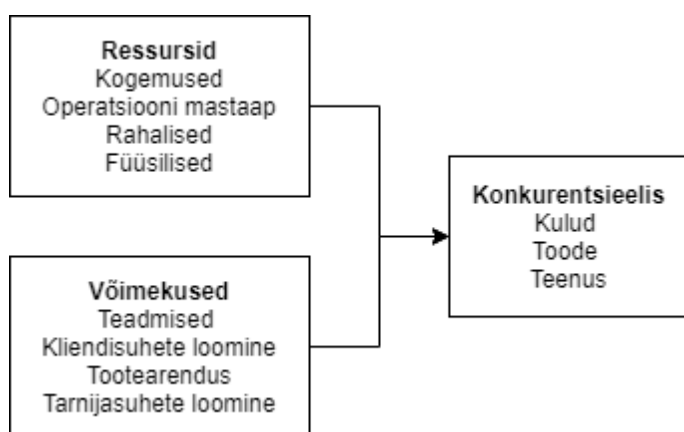 Ressursid
Kogemused
Operatsiooni mastaap
Rahalised
Füüsilised
Võimekused
Teadmised
Kliendisuhete loomine
Tootearendus
Tarnijasuhete loomine
Konkurentsieelis
Kulud
Toode
Teenus